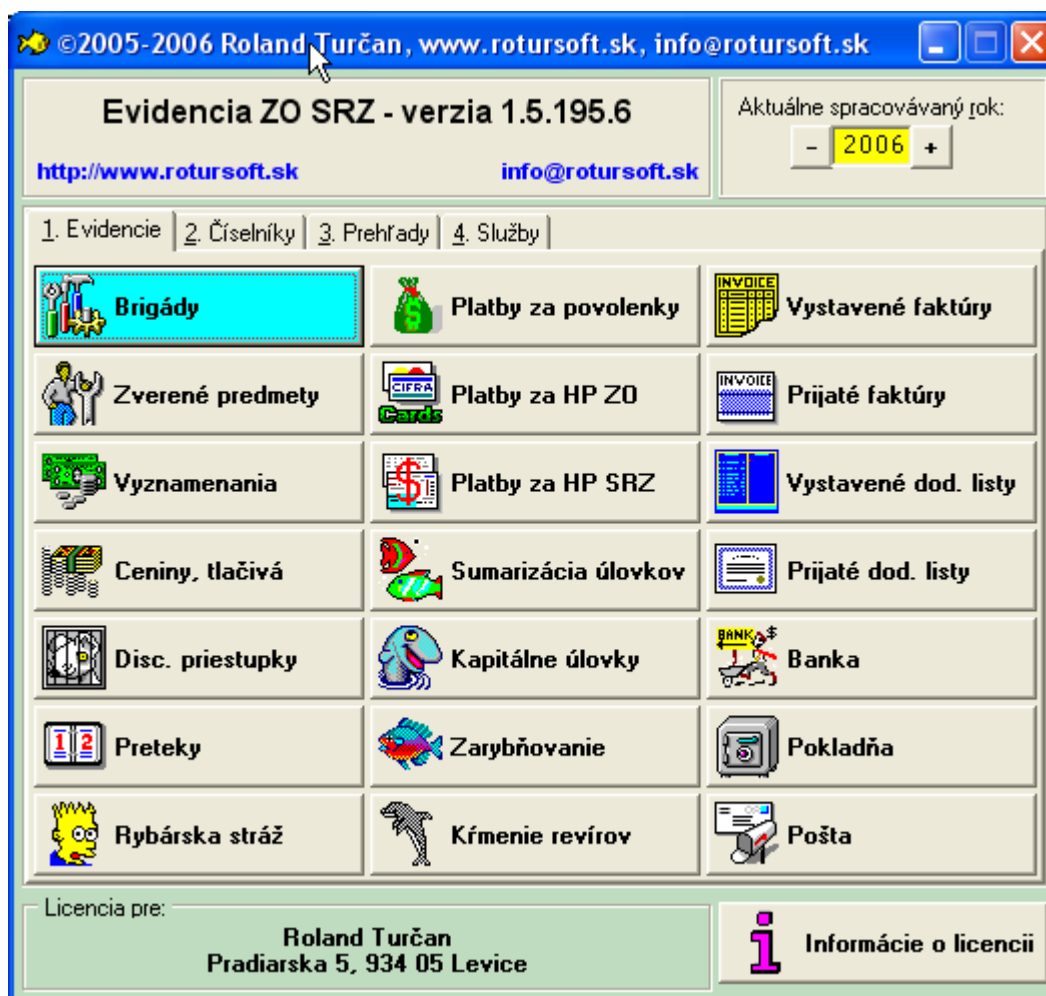 ©2005-2006 Roland Turčan, www.rotursoft.sk, info@rotursoft.sk
Evidencia ZO SRZ - verzia 1.5.195.6
http://www.rotursoft.sk
info@rotursoft.sk
Aktuálne spracovávaný rok:
- 2006 +
1. Evidencie
2. Číselníky
3. Prehľady
4. Služby
Brigády
Platby za povolenky
INVOICE
Vystavené faktúry
Zverené predmety
CIFRA
Cards
Platby za HP ZO
INVOICE
Prijaté faktúry
Vyznamenania
Platby za HP SRZ
Vystavené dod. listy
Ceniny, tlačivá
Sumarizácia úlovkov
Prijaté dod. listy
Disc. priestupky
Kapitálne úlovky
BANK $
Banka
1 2
Preteky
Zarybňovanie
Pokladňa
Rybárska stráž
Kŕmenie revírov
Pošta
Licencia pre:
Roland Turčan
Pradiarska 5, 934 05 Levice
Informácie o licencii